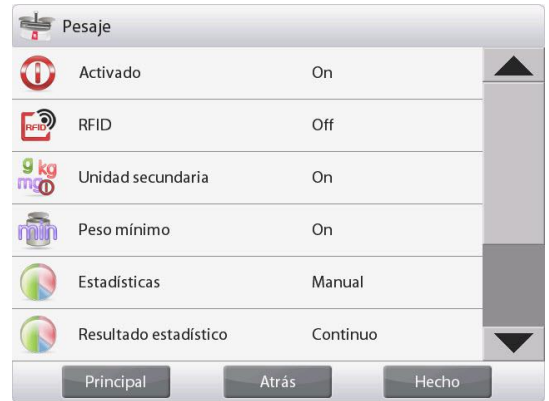 Pesaje
Activado On
RFID
RFID Off
g kg
mg
Unidad secundaria On
min
Peso mínimo On
Estadísticas Manual
Resultado estadístico Continuo
Principal Atrás Hecho